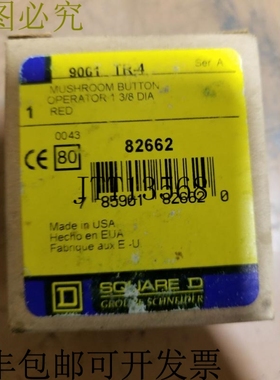 图必究
9001 TR-4 Ser. A
MUSHROOM BUTTON
OPERATOR 1 3/8 DIA
1 RED
0043
CE 80
82662
7 85901 82662 0
Made in USA
Hecho en EUA
Fabrique aux E-U
D SQUARE D
GROUPE SCHNEIDER
包邮可开发票